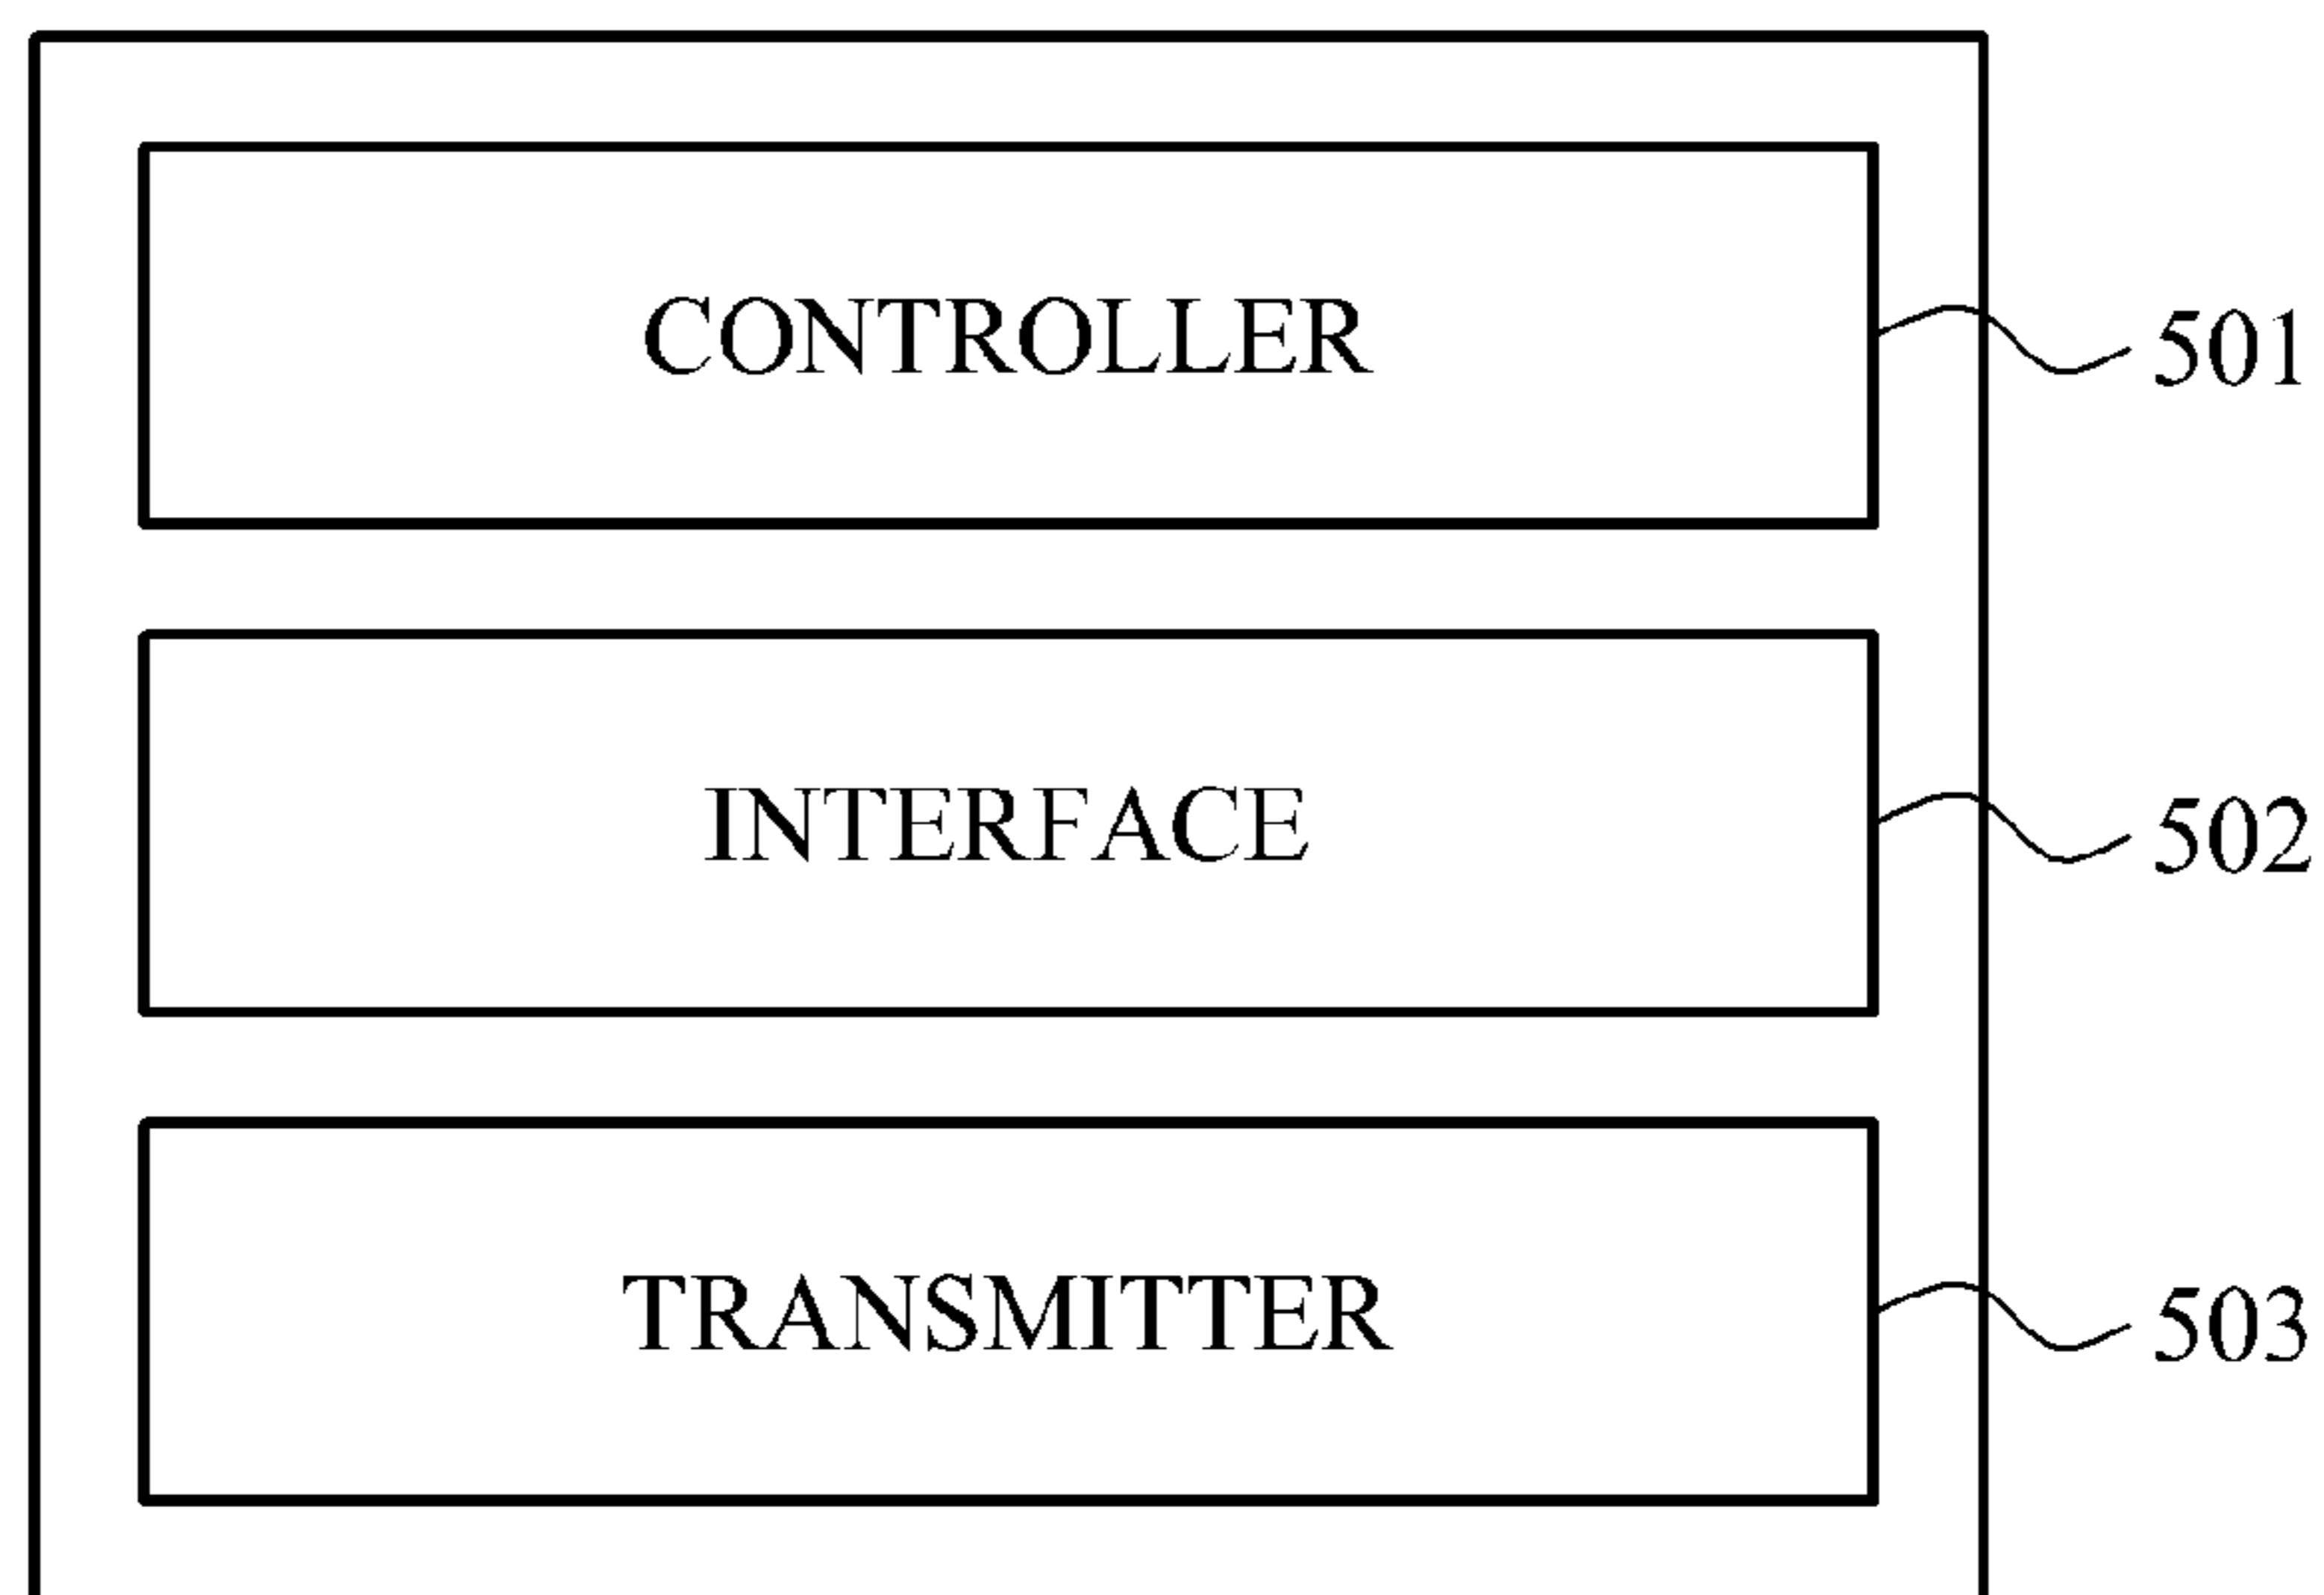 CONTROLLER
501
INTERFACE
502
TRANSMITTER
503